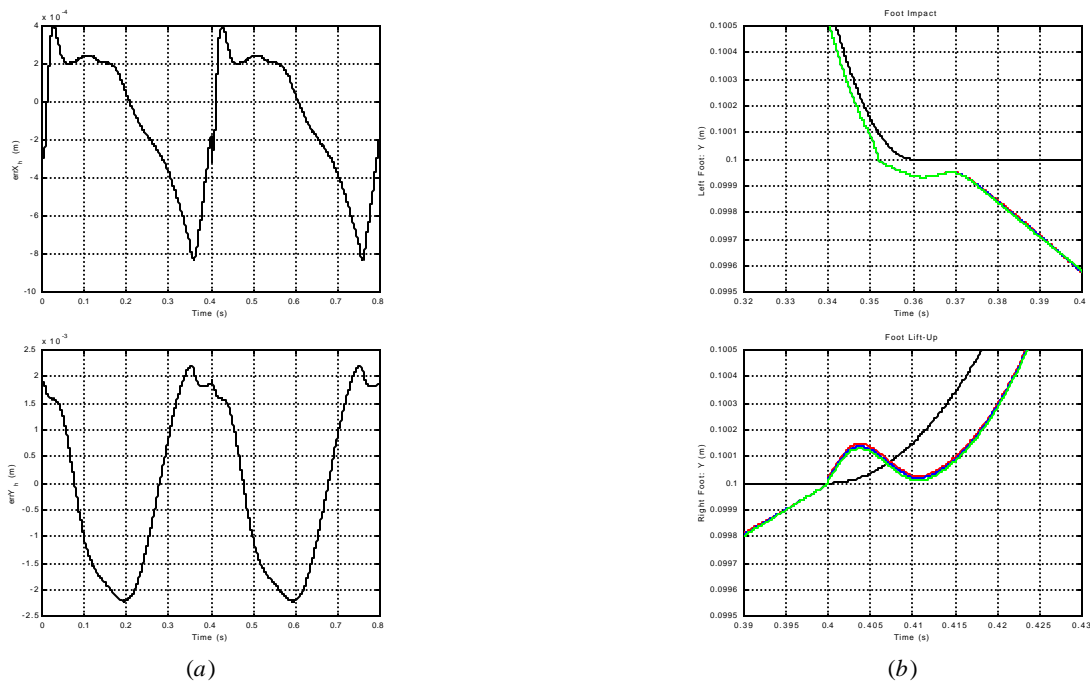 x 10 -4
4
2
0
-2
-4
-6
-8
-10
errX h (m)
0 0.1 0.2 0.3 0.4 0.5 0.6 0.7 0.8
Time (s)
x 10 -3
2.5
2
1.5
1
0.5
0
-0.5
-1
-1.5
-2
-2.5
errY h (m)
0 0.1 0.2 0.3 0.4 0.5 0.6 0.7 0.8
Time (s)
(a)
Foot Impact
0.1005
0.1004
0.1003
0.1002
0.1001
0.1
0.0999
0.0998
0.0997
0.0996
0.0995
Left Foot: Y (m)
0.32 0.33 0.34 0.35 0.36 0.37 0.38 0.39 0.4
Time (s)
Foot Lift-Up
0.1005
0.1004
0.1003
0.1002
0.1001
0.1
0.0999
0.0998
0.0997
0.0996
0.0995
Right Foot: Y (m)
0.39 0.395 0.4 0.405 0.41 0.415 0.42 0.425 0.43
Time (s)
(b)